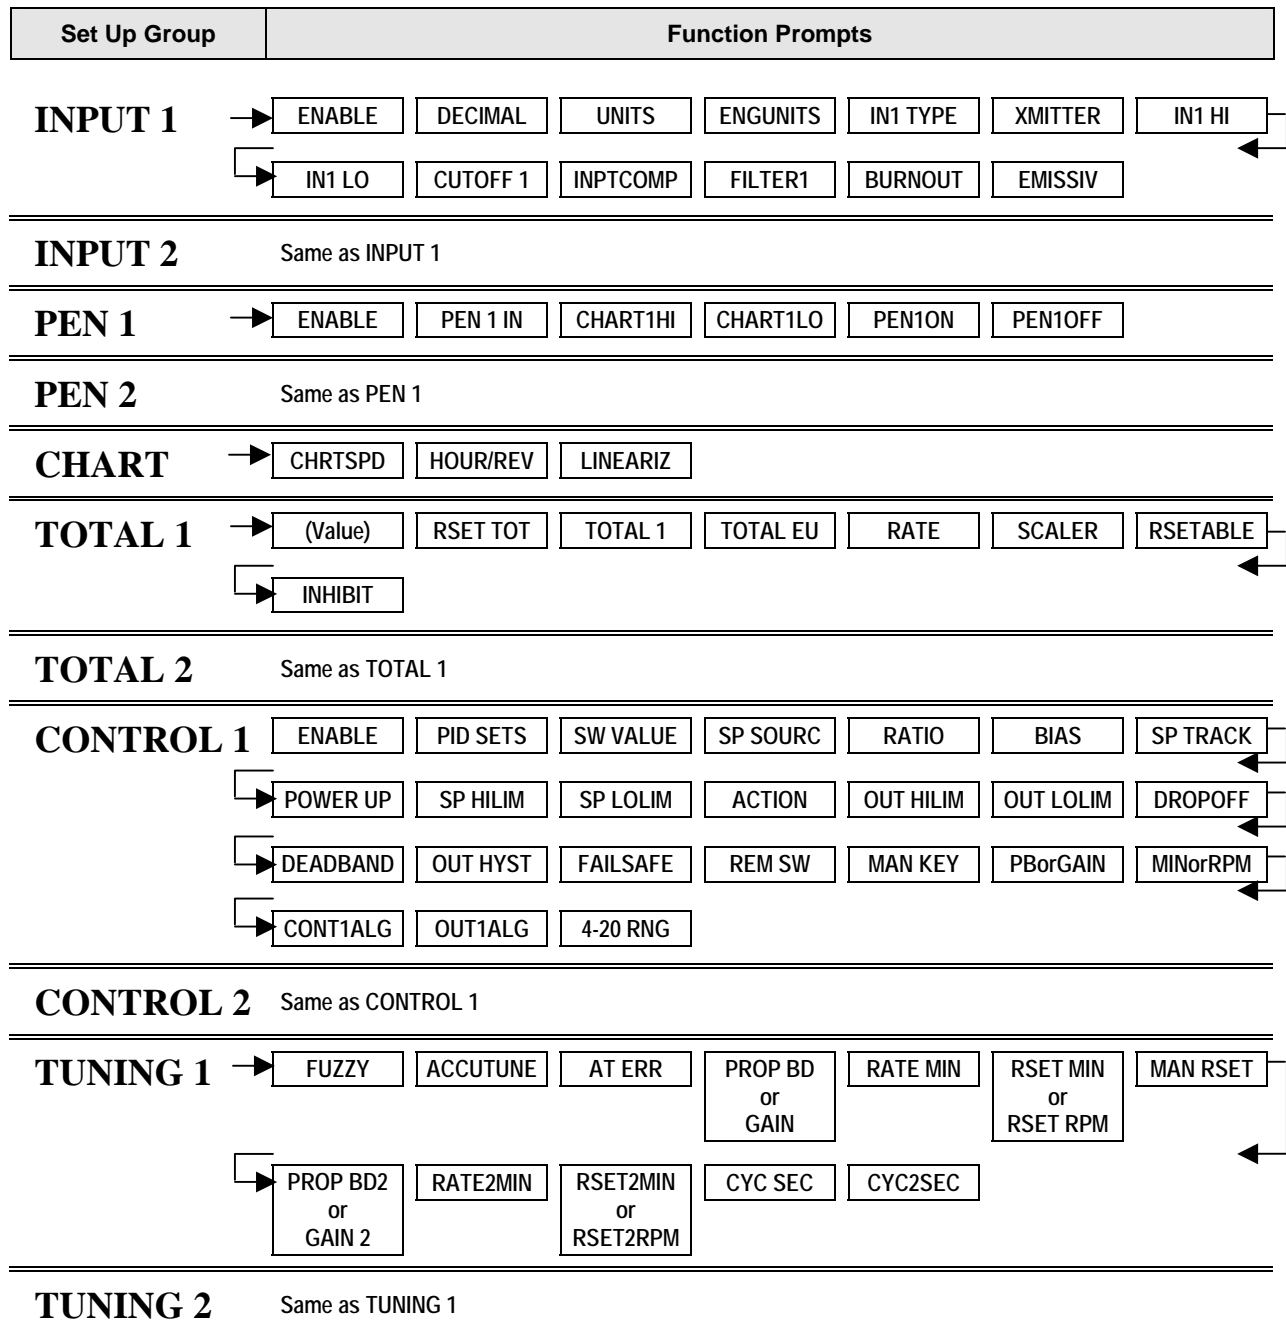 Set Up Group Function Prompts
INPUT 1 ENABLE DECIMAL UNITS ENGUNITS IN1 TYPE XMITTER IN1 HI
IN1 LO CUTOFF 1 INPTCOMP FILTER1 BURNOUT EMISSIV
INPUT 2 Same as INPUT 1
PEN 1 ENABLE PEN 1 IN CHART1HI CHART1LO PEN1ON PEN1OFF
PEN 2 Same as PEN 1
CHART CHRTSPD HOUR/REV LINEARIZ
TOTAL 1 (Value) RSET TOT TOTAL 1 TOTAL EU RATE SCALER RSETABLE
INHIBIT
TOTAL 2 Same as TOTAL 1
CONTROL 1 ENABLE PID SETS SW VALUE SP SOURC RATIO BIAS SP TRACK
POWER UP SP HILIM SP LOLIM ACTION OUT HILIM OUT LOLIM DROPOFF
DEADBAND OUT HYST FAILSAFE REM SW MAN KEY PBorGAIN MINorRPM
CONT1ALG OUT1ALG 4-20 RNG
CONTROL 2 Same as CONTROL 1
TUNING 1 FUZZY ACCUTUNE AT ERR PROP BD RATE MIN RSET MIN MAN RSET
or or
GAIN RSET RPM
PROP BD2 RATE2MIN RSET2MIN CYC SEC CYC2SEC
or or
GAIN 2 RSET2RPM
TUNING 2 Same as TUNING 1